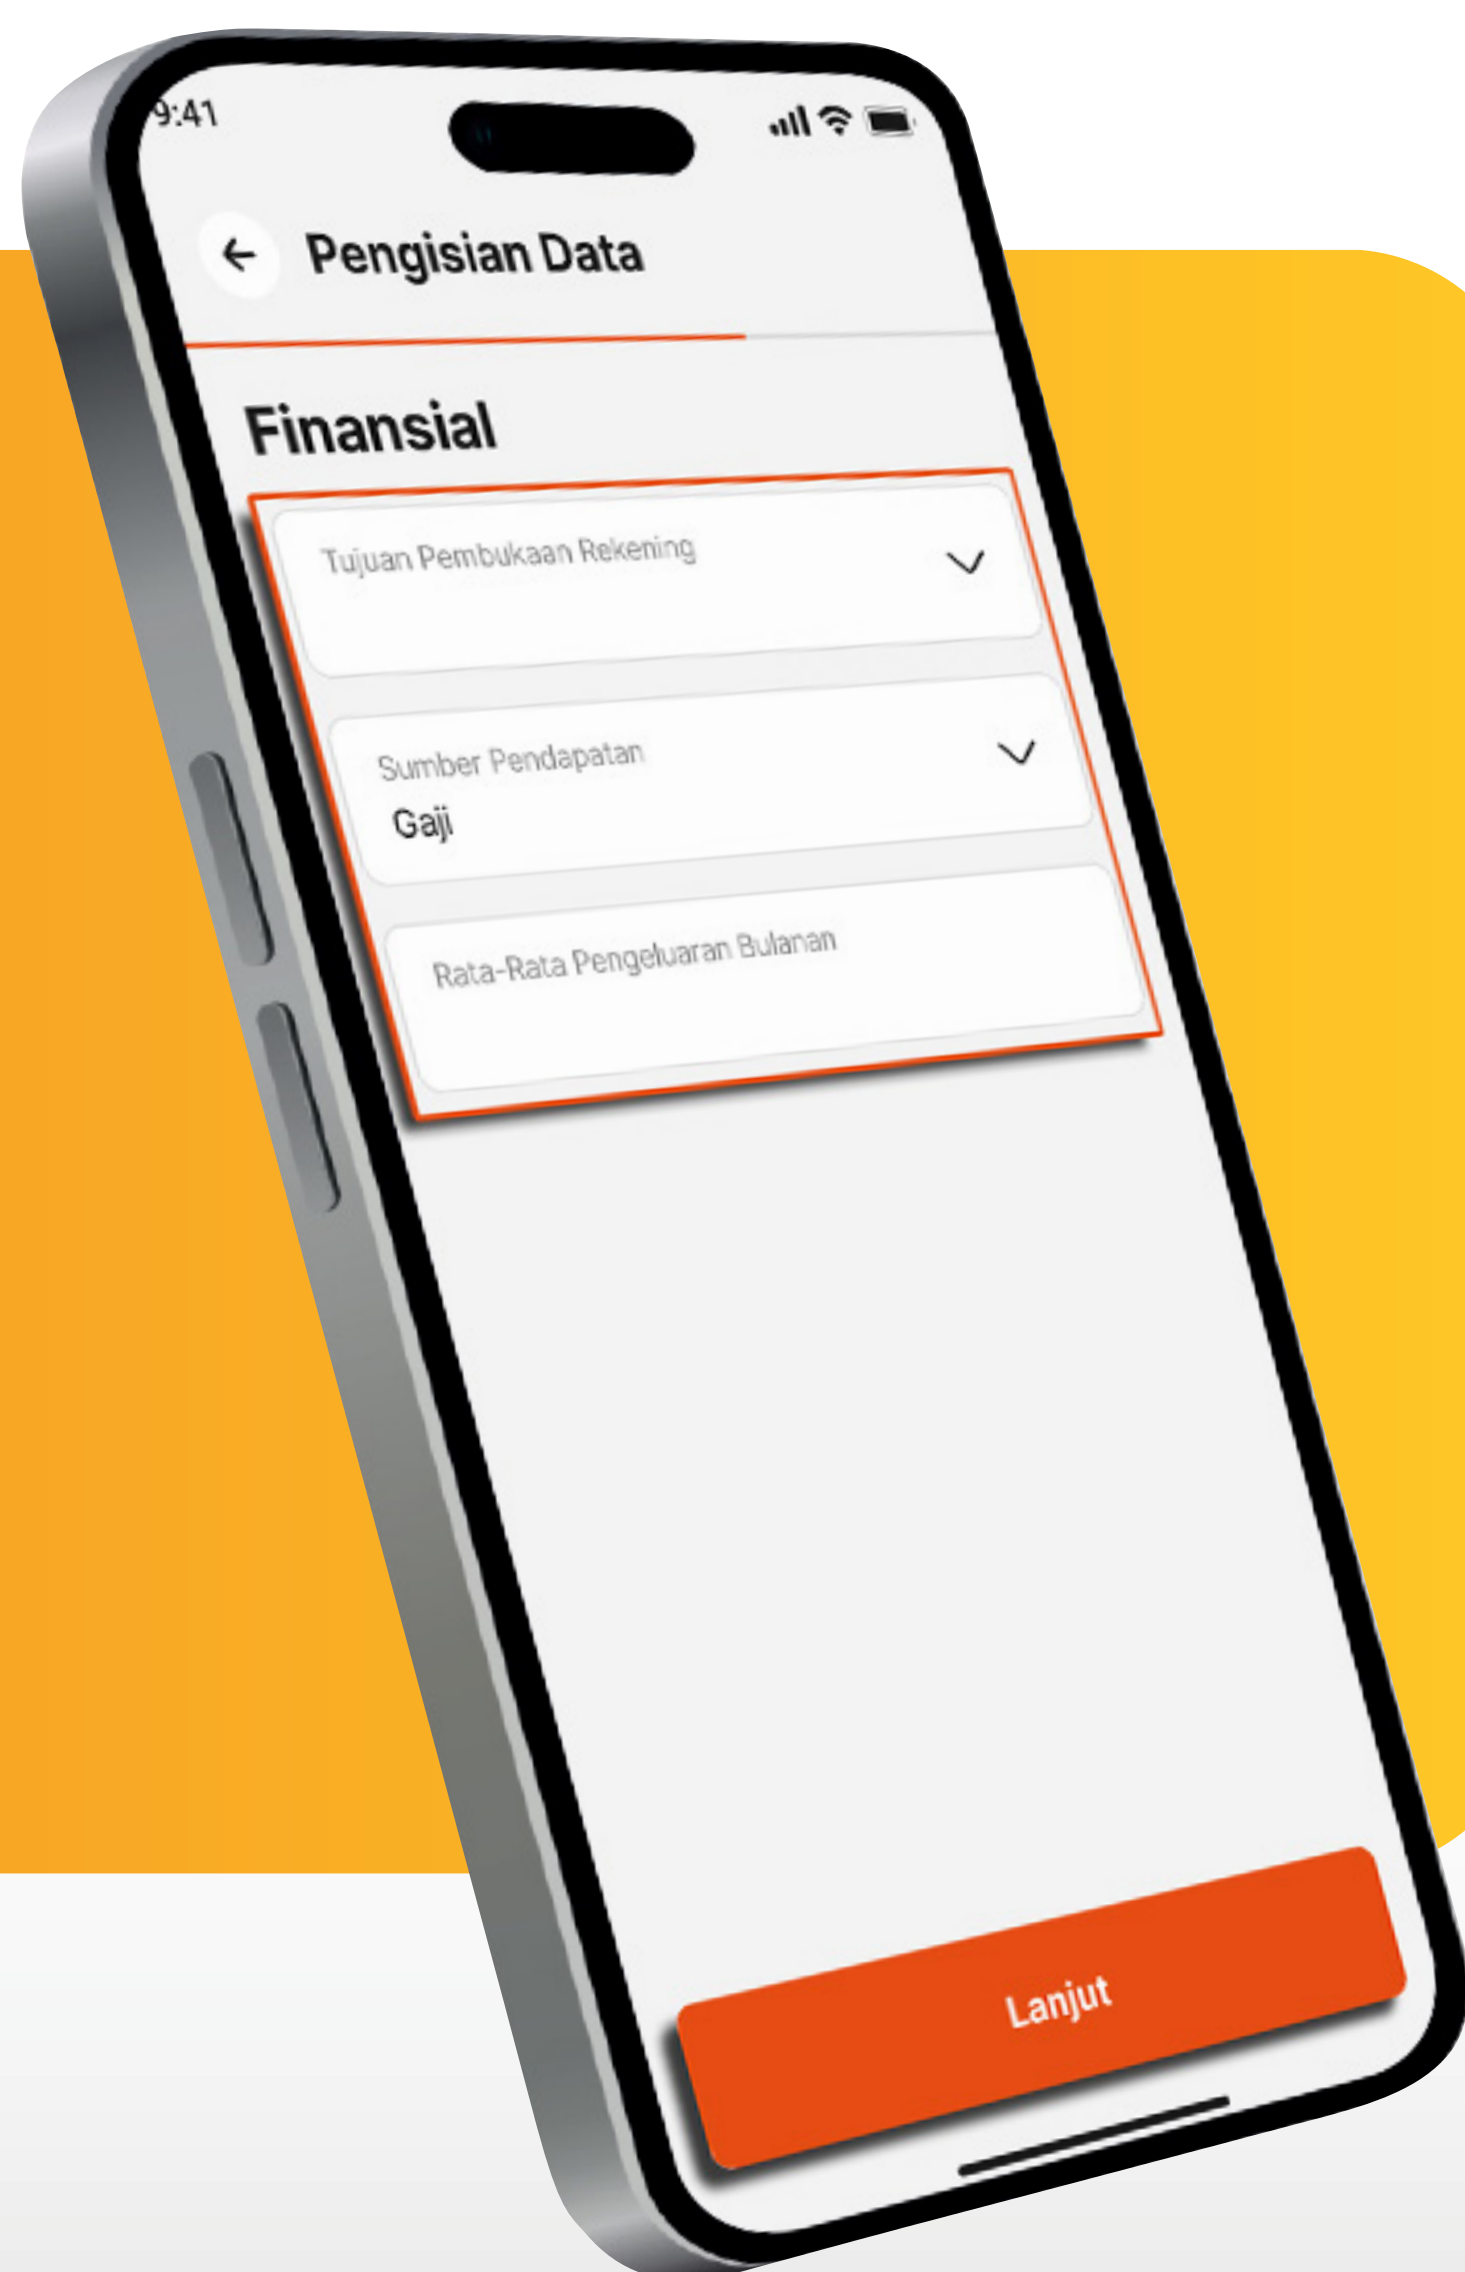 9:41
Pengisian Data
Finansial
Tujuan Pembukaan Rekening
Sumber Pendapatan
Gaji
Rata-Rata Pengeluaran Bulanan
Lanjut